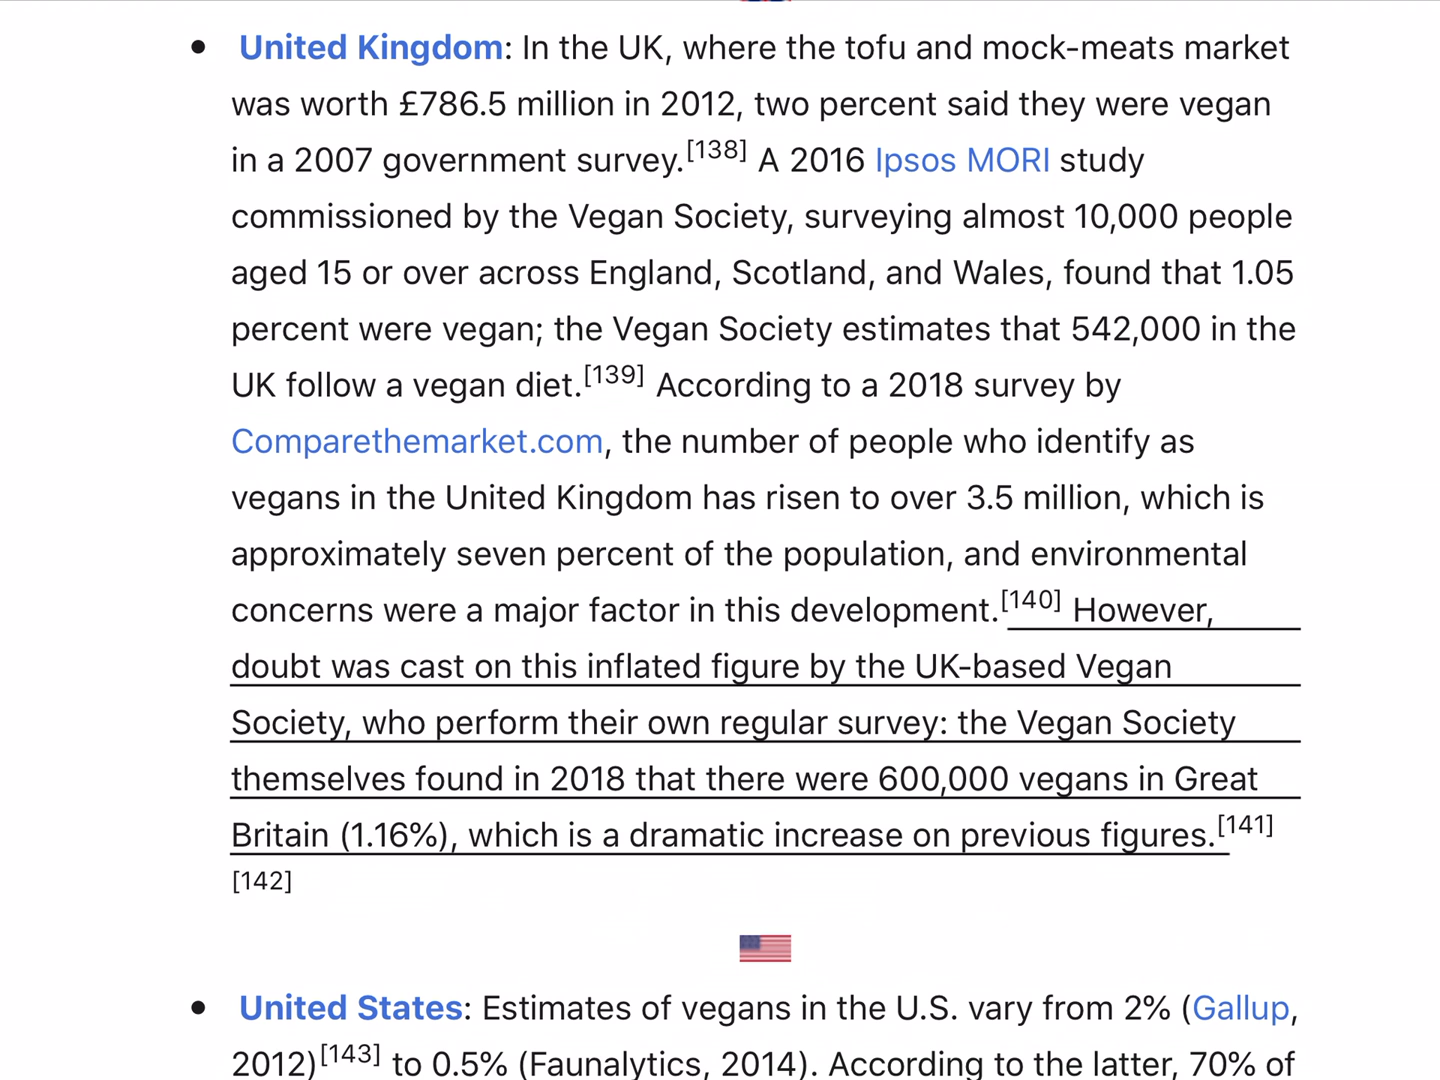 • United Kingdom: In the UK, where the tofu and mock-meats market
was worth £786.5 million in 2012, two percent said they were vegan
in a 2007 government survey.[138] A 2016 Ipsos MORI study
commissioned by the Vegan Society, surveying almost 10,000 people
aged 15 or over across England, Scotland, and Wales, found that 1.05
percent were vegan; the Vegan Society estimates that 542,000 in the
UK follow a vegan diet.[139] According to a 2018 survey by
Comparethemarket.com, the number of people who identify as
vegans in the United Kingdom has risen to over 3.5 million, which is
approximately seven percent of the population, and environmental
concerns were a major factor in this development.[140] However,
doubt was cast on this inflated figure by the UK-based Vegan
Society, who perform their own regular survey: the Vegan Society
themselves found in 2018 that there were 600,000 vegans in Great
Britain (1.16%), which is a dramatic increase on previous figures.[141]
[142]
• United States: Estimates of vegans in the U.S. vary from 2% (Gallup,
2012)[143] to 0.5% (Faunalytics, 2014). According to the latter, 70% of